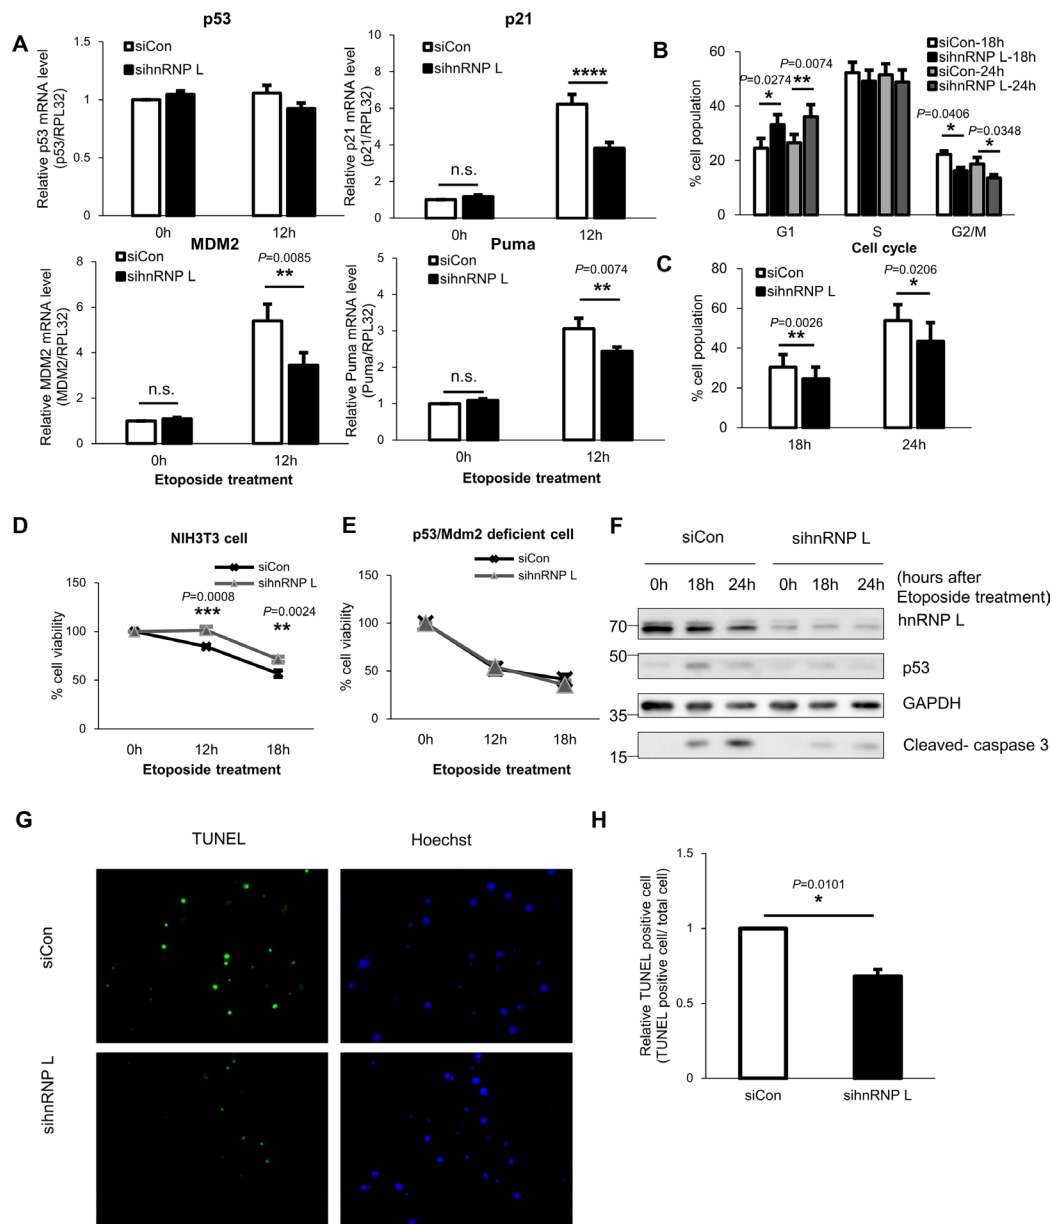 A
p53
siCon
sihnRNP L
Relative p53 mRNA level
(p53/RPL32)
1.5
1
0.5
0
0h
12h
p21
siCon
sihnRNP L
Relative p21 mRNA level
(p21/RPL32)
10
8
6
4
2
0
n.s.
****
0h
12h
MDM2
siCon
sihnRNP L
Relative MDM2 mRNA level
(MDM2/RPL32)
8
6
4
2
0
n.s.
P=0.0085
**
0h
12h
Etoposide treatment
Puma
siCon
sihnRNP L
Relative Puma mRNA level
(Puma/RPL32)
5
4
3
2
1
0
n.s.
P=0.0074
**
0h
12h
Etoposide treatment
B
siCon-18h
sihnRNP L-18h
siCon-24h
sihnRNP L-24h
% cell population
60
40
20
0
P=0.0274
*
P=0.0074
**
P=0.0406
*
P=0.0348
*
G1
S
G2/M
Cell cycle
C
siCon
sihnRNP L
% cell population
80
60
40
20
0
P=0.0026
**
P=0.0206
*
18h
24h
D
NIH3T3 cell
siCon
sihnRNP L
% cell viability
150
100
50
0
P=0.0008
***
P=0.0024
**
0h
12h
18h
Etoposide treatment
E
p53/Mdm2 deficient cell
siCon
sihnRNP L
% cell viability
150
100
50
0
0h
12h
18h
Etoposide treatment
F
siCon
sihnRNP L
0h
18h
24h
0h
18h
24h
(hours after
Etoposide treatment)
70
hnRNP L
50
p53
35
GAPDH
15
Cleaved- caspase 3
G
TUNEL
Hoechst
siCon
sihnRNP L
H
Relative TUNEL positive cell
(TUNEL positive cell/ total cell)
1.5
1
0.5
0
P=0.0101
*
siCon
sihnRNP L